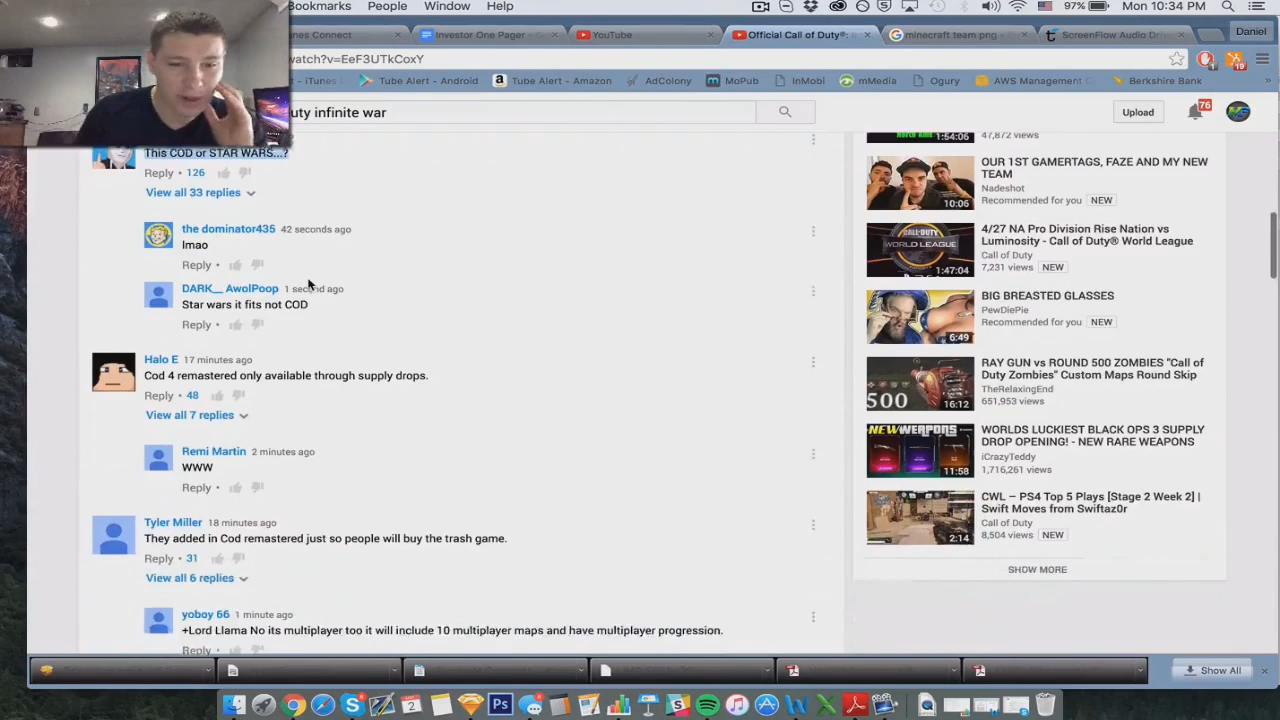 Bookmarks People Window Help
97% Mon 10:34 PM
Connect
Investor One Pager -
YouTube
Official Call of Duty®:
minecraft team png -
ScreenFlow Audio
Daniel
watch?v=EeF3UTkCoxY
Tube Alert - Android
Tube Alert - Amazon
AdColony
MoPub
InMobi
mMedia
Ogury
AWS Management
Berkshire Bank
19
uty infinite war
Upload
76
This COD or STAR WARS...?
Reply • 126
View all 33 replies
the dominator435 42 seconds ago
lmao
Reply •
DARK__ AwolPoop 1 second ago
Star wars it fits not COD
Reply •
Halo E 17 minutes ago
Cod 4 remastered only available through supply drops.
Reply • 48
View all 7 replies
Remi Martin 2 minutes ago
WWW
Reply •
Tyler Miller 18 minutes ago
They added in Cod remastered just so people will buy the trash game.
Reply • 31
View all 6 replies
yoboy 66 1 minute ago
+Lord Llama No its multiplayer too it will include 10 multiplayer maps and have multiplayer progression.
Reply •
1:54:06
47,872 views
OUR 1ST GAMERTAGS, FAZE AND MY NEW
TEAM
Nadeshot
Recommended for you NEW
10:06
4/27 NA Pro Division Rise Nation vs
Luminosity - Call of Duty® World League
Call of Duty
7,231 views NEW
WORLD LEAGUE
1:47:04
BIG BREASTED GLASSES
PewDiePie
Recommended for you NEW
6:49
RAY GUN vs ROUND 500 ZOMBIES "Call of
Duty Zombies" Custom Maps Round Skip
TheRelaxingEnd
651,953 views
500
16:12
WORLDS LUCKIEST BLACK OPS 3 SUPPLY
DROP OPENING! - NEW RARE WEAPONS
iCrazyTeddy
1,716,261 views
NEW WEAPONS
11:58
CWL – PS4 Top 5 Plays [Stage 2 Week 2] |
Swift Moves from Swiftaz0r
Call of Duty
8,504 views NEW
2:14
SHOW MORE
Show All
2
Ps